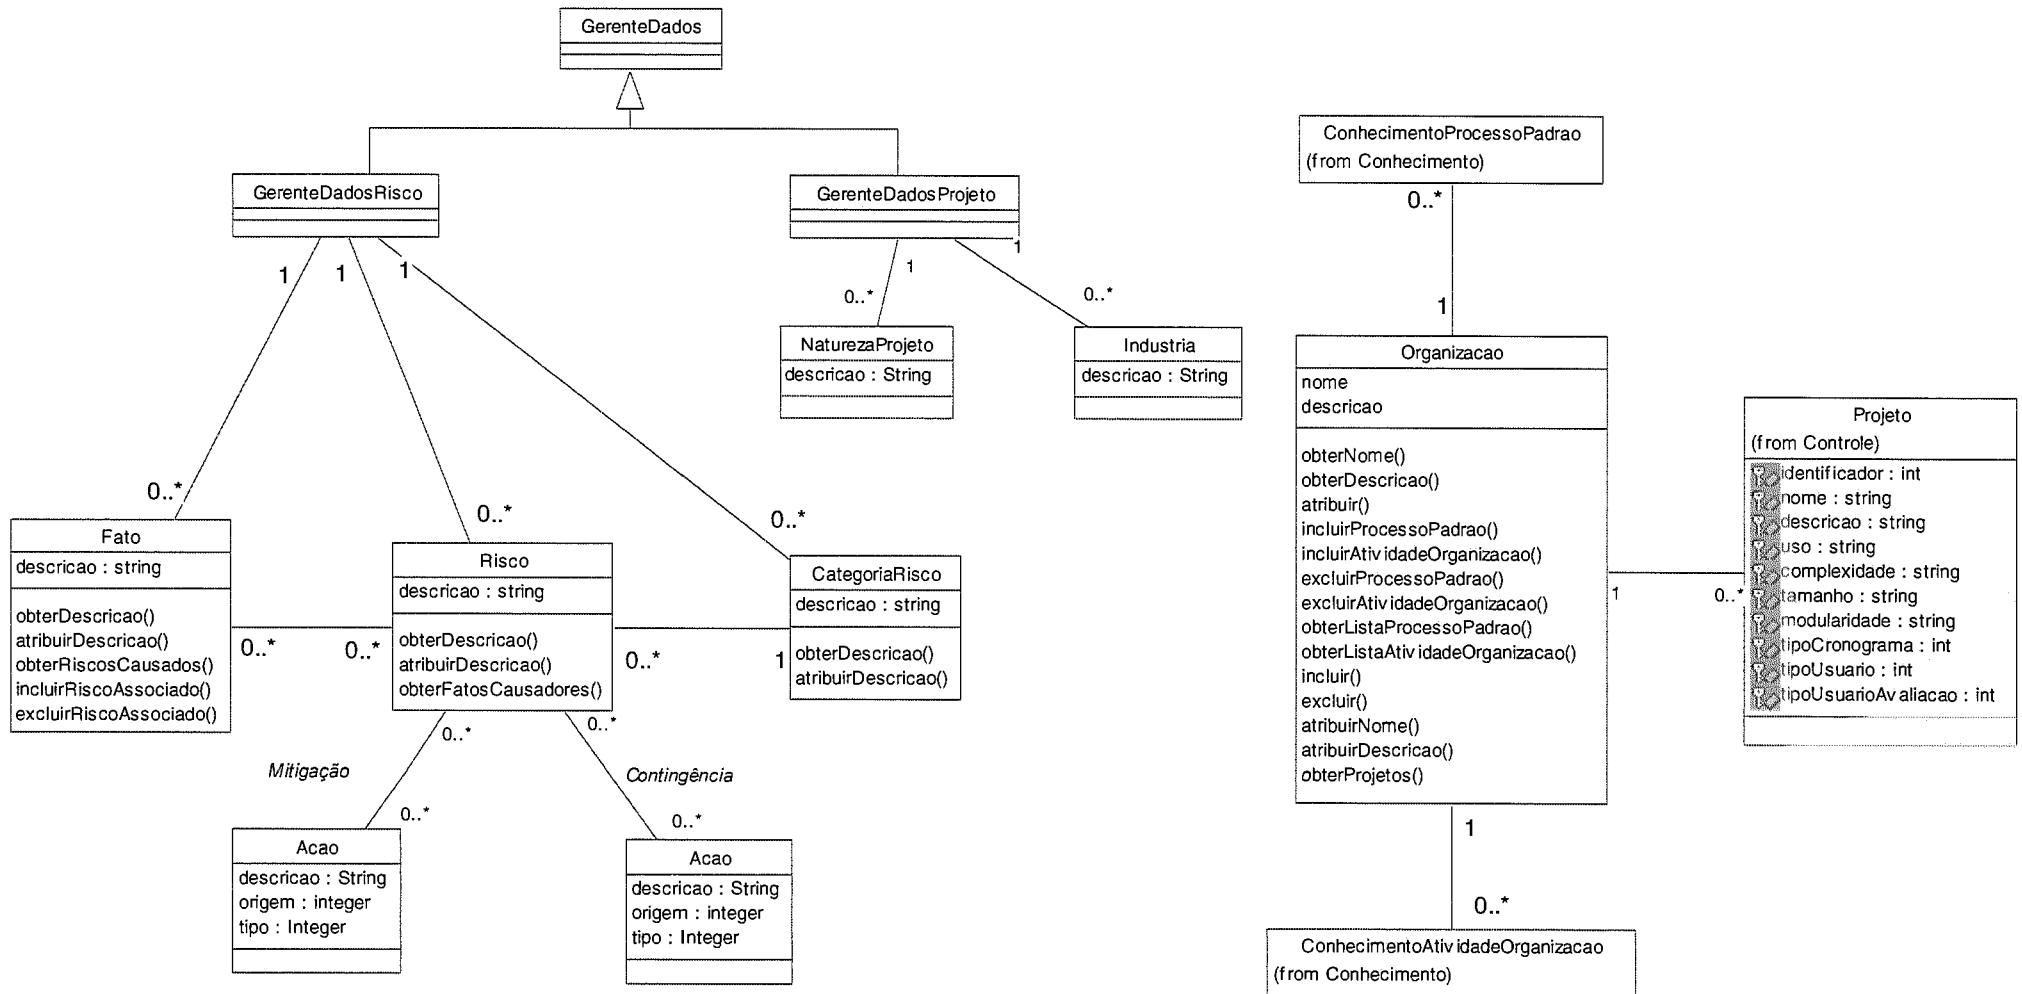 GerenteDados
GerenteDadosRisco
GerenteDadosProjeto
1
1
1
1
0..*
NaturezaProjeto
descricao : String
1
0..*
Industria
descricao : String
0..*
0..*
0..*
Fato
descricao : string
obterDescricao()
atribuirDescricao()
obterRiscosCausados()
incluirRiscoAssociado()
excluirRiscoAssociado()
0..*
0..*
Risco
descricao : string
obterDescricao()
atribuirDescricao()
obterFatosCausadores()
0..*
1
CategoriaRisco
descricao : string
obterDescricao()
atribuirDescricao()
0..*
Mitigação
0..*
0..*
Contingência
0..*
Acao
descricao : String
origem : integer
tipo : Integer
Acao
descricao : String
origem : integer
tipo : Integer
ConhecimentoProcessoPadrao
(from Conhecimento)
0..*
1
Organizacao
nome
descricao
obterNome()
obterDescricao()
atribuir()
incluirProcessoPadrao()
incluirAtividadeOrganizacao()
excluirProcessoPadrao()
excluirAtividadeOrganizacao()
obterListaProcessoPadrao()
obterListaAtividadeOrganizacao()
incluir()
excluir()
atribuirNome()
atribuirDescricao()
obterProjetos()
1
0..*
Projeto
(from Controle)
identificador : int
nome : string
descricao : string
uso : string
complexidade : string
tamanho : string
modularidade : string
tipoCronograma : int
tipoUsuario : int
tipoUsuarioAvaliacao : int
1
0..*
ConhecimentoAtividadeOrganizacao
(from Conhecimento)